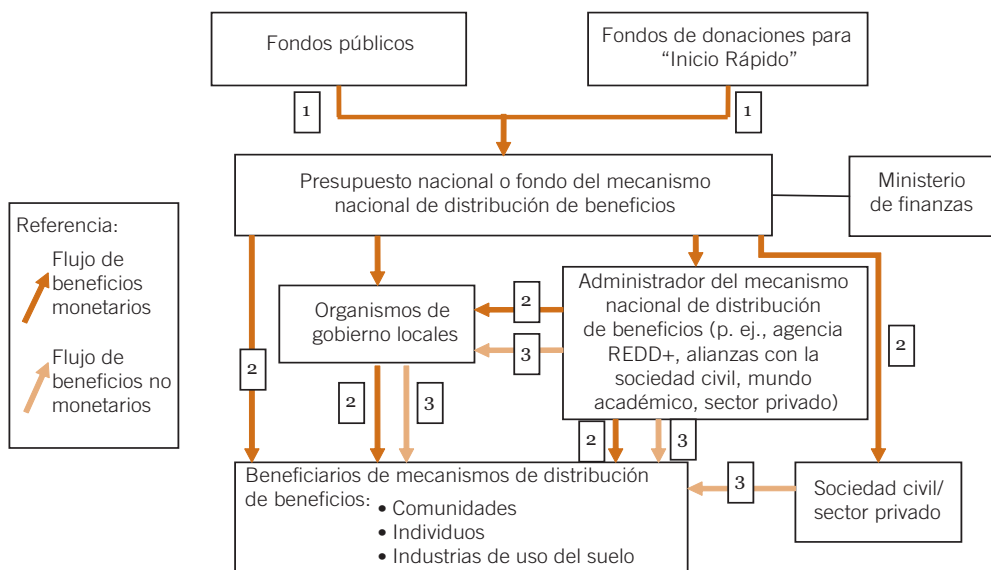 Fondos públicos
Fondos de donaciones para
“Inicio Rápido”
1
1
Presupuesto nacional o fondo del mecanismo
nacional de distribución de beneficios
Ministerio
de finanzas
Referencia:
Flujo de
beneficios
monetarios
Flujo de
beneficios no
monetarios
Organismos de
gobierno locales
2
3
Administrador del mecanismo
nacional de distribución
de beneficios (p. ej., agencia
REDD+, alianzas con la
sociedad civil, mundo
académico, sector privado)
2
2
2
3
2
3
Beneficiarios de mecanismos de distribución
de beneficios:
• Comunidades
• Individuos
• Industrias de uso del suelo
3
Sociedad civil/
sector privado